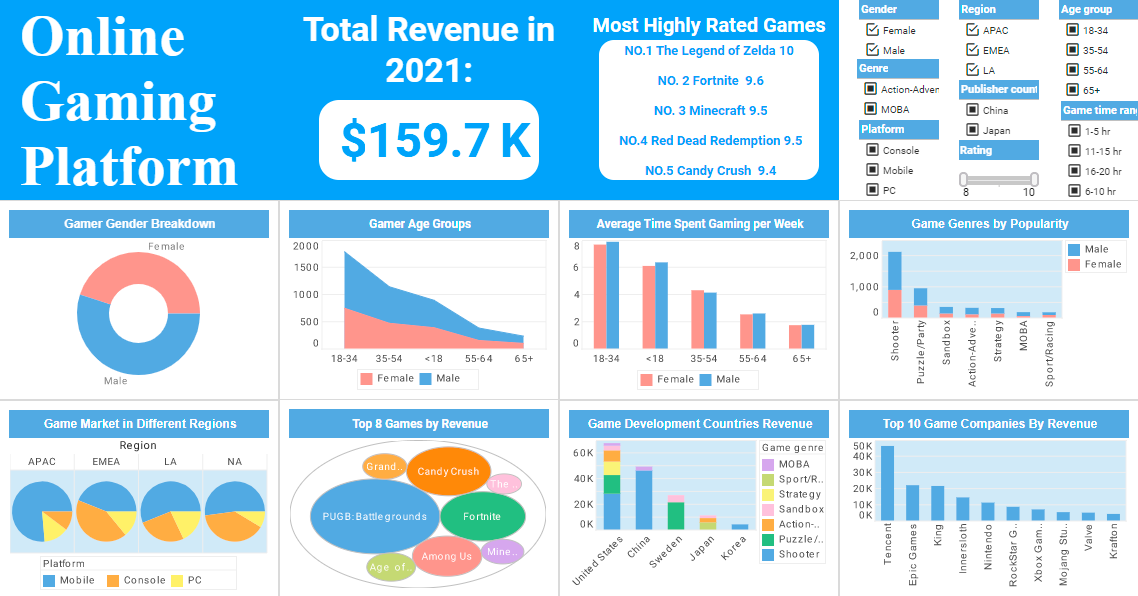 Online
Gaming
Platform
Total Revenue in
2021:
$159.7 K
Most Highly Rated Games
NO.1 The Legend of Zelda 10
NO. 2 Fortnite 9.6
NO. 3 Minecraft 9.5
NO.4 Red Dead Redemption 9.5
NO.5 Candy Crush 9.4
Gender
Female
Male
Genre
Action-Adven
MOBA
Platform
Console
Mobile
PC
Region
APAC
EMEA
LA
Publisher count
China
Japan
Rating
8 10
Age group
18-34
35-54
55-64
65+
Game time rang
1-5 hr
11-15 hr
16-20 hr
6-10 hr
Gamer Gender Breakdown
Female
Male
Gamer Age Groups
2000
1500
1000
500
0
18-34 35-54 <18 55-64 65+
Female Male
Average Time Spent Gaming per Week
8
6
4
2
0
18-34 <18 35-54 55-64 65+
Female Male
Game Genres by Popularity
2,000
1,000
0
Shooter
Puzzle/Party
Sandbox
Action-Adve..
Strategy
MOBA
Sport/Racing
Male
Female
Game Market in Different Regions
Region
APAC EMEA LA NA
Platform
Mobile Console PC
Top 8 Games by Revenue
Grand..
Candy Crush
The ..
PUGB:Battlegrounds
Fortnite
Among Us
Mine..
Age of..
Game Development Countries Revenue
60K
40K
20K
0K
United States
China
Sweden
Japan
Korea
Game genre
MOBA
Sport/R..
Strategy
Sandbox
Action-..
Puzzle/..
Shooter
Top 10 Game Companies By Revenue
50K
40K
30K
20K
10K
0K
Tencent
Epic Games
King
Innersloth
Nintendo
RockStar G..
Xbox Gam..
Mojang Stu..
Valve
Krafton